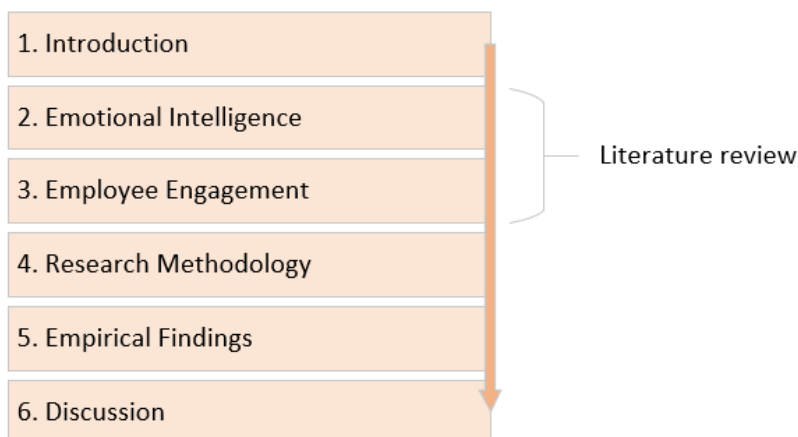 1. Introduction
2. Emotional Intelligence
Literature review
3. Employee Engagement
4. Research Methodology
5. Empirical Findings
6. Discussion